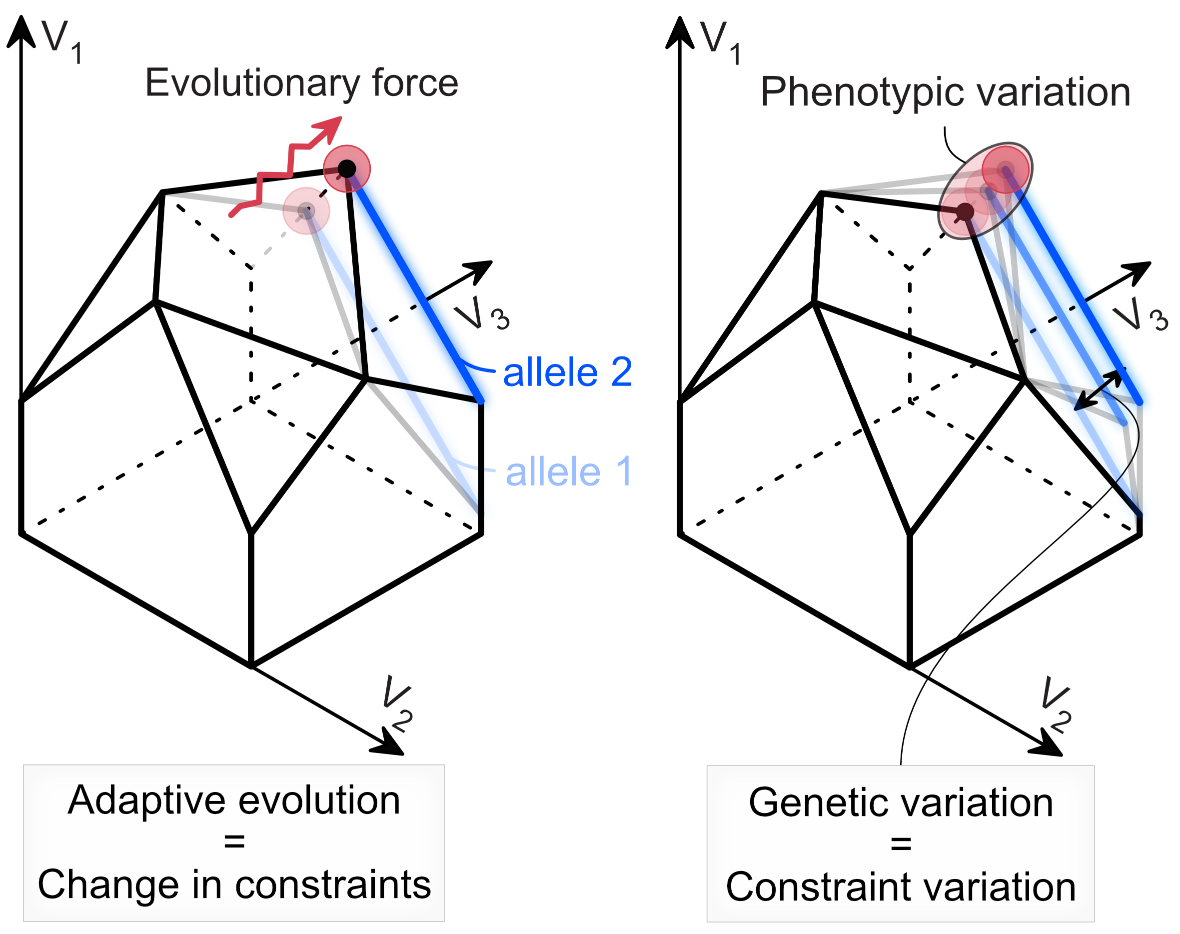 V1
Evolutionary force
V3
allele 2
allele 1
V2
Adaptive evolution
=
Change in constraints
V1
Phenotypic variation
V3
V2
Genetic variation
=
Constraint variation